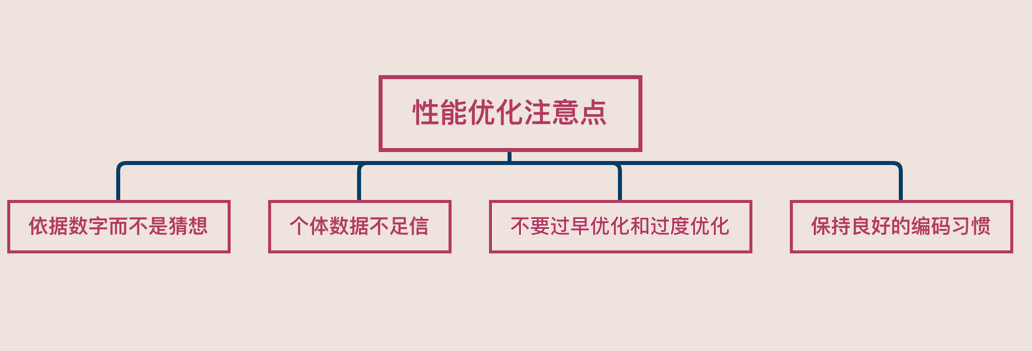 性能优化注意点
依据数字而不是猜想
个体数据不足信
不要过早优化和过度优化
保持良好的编码习惯